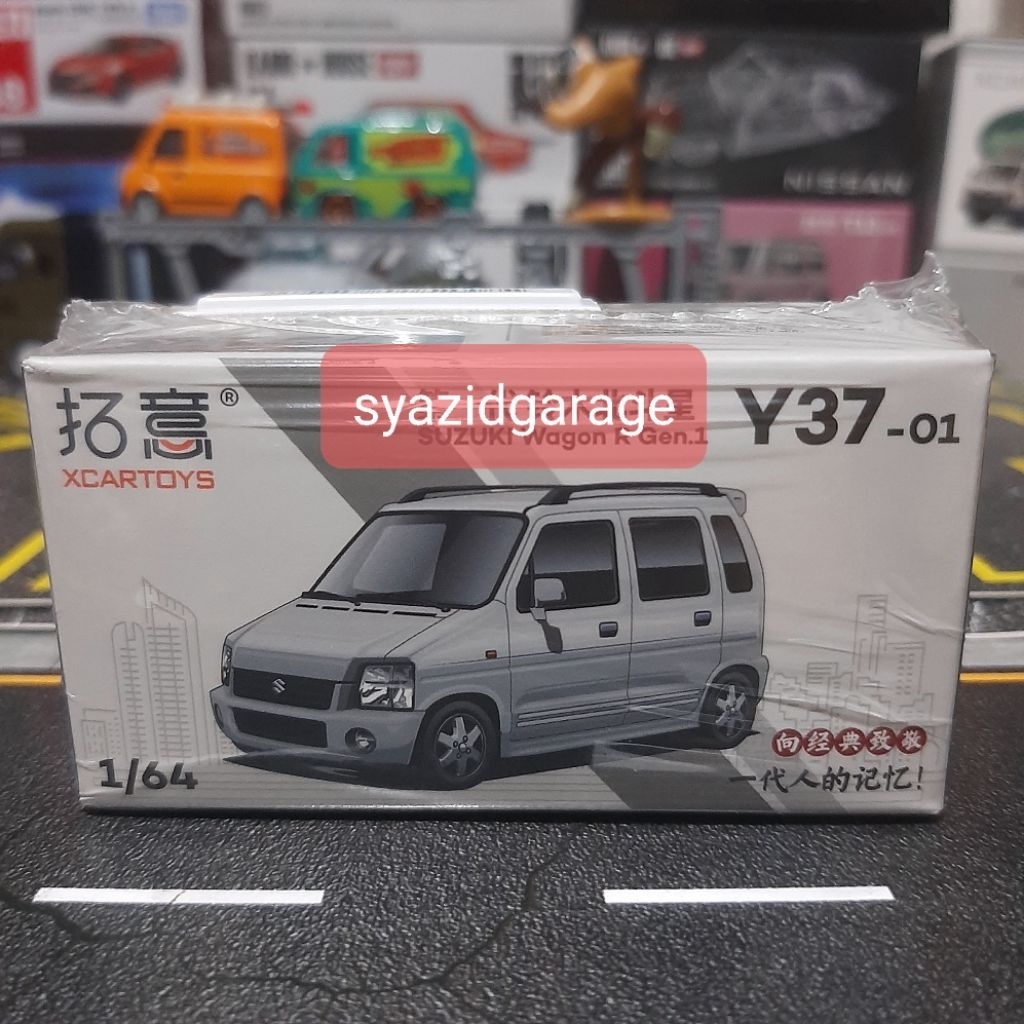 NISSAN
拓意®
XCARTOYS
syazidgarage
SUZUKI Wagon R Gen.1
Y37-01
1/64
向经典致敬
一代人的记忆!